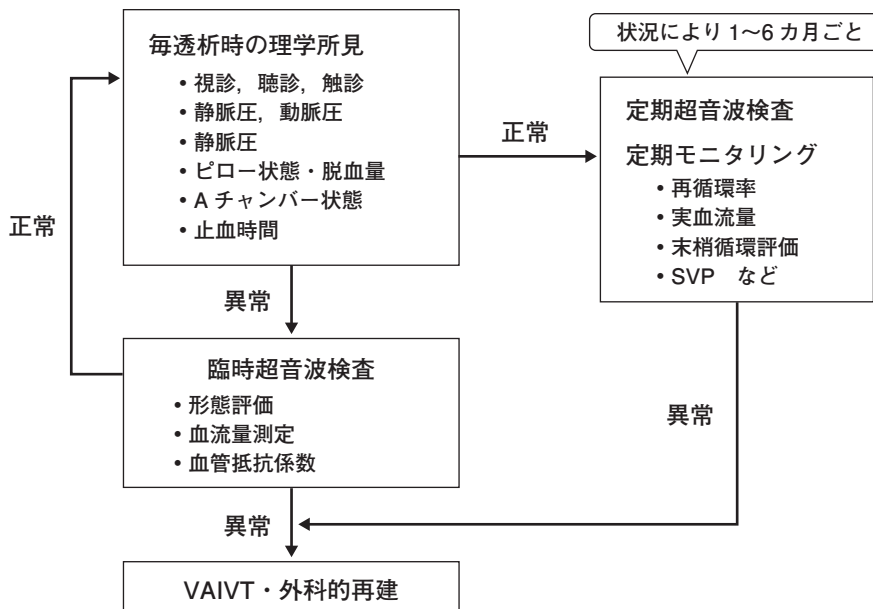 状況により 1〜6 カ月ごと
毎透析時の理学所見
• 視診，聴診，触診
• 静脈圧，動脈圧
• 静脈圧
• ピロー状態・脱血量
• A チャンバー状態
• 止血時間
正常
定期超音波検査
定期モニタリング
• 再循環率
• 実血流量
• 末梢循環評価
• SVP　など
正常
異常
臨時超音波検査
• 形態評価
• 血流量測定
• 血管抵抗係数
異常
異常
VAIVT・外科的再建